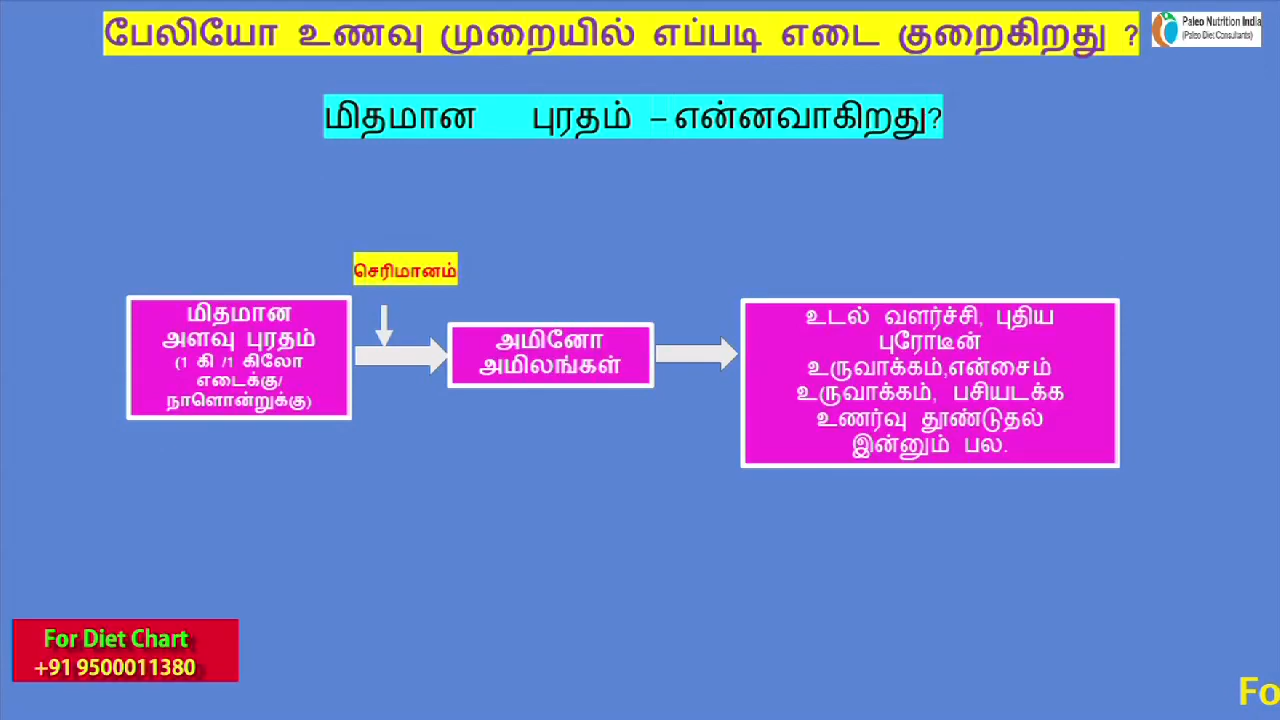 பேலியோ உணவு முறையில் எப்படி எடை குறைகிறது ?
Paleo Nutrition India
(Paleo Diet Consultants)
மிதமான புரதம் – என்னவாகிறது?
செரிமானம்
மிதமான
அளவு புரதம்
(1 கி /1 கிலோ
எடைக்கு/
நாளொன்றுக்கு)
அமினோ
அமிலங்கள்
உடல் வளர்ச்சி, புதிய
புரோடீன்
உருவாக்கம்,என்சைம்
உருவாக்கம், பசியடக்க
உணர்வு தூண்டுதல்
இன்னும் பல.
For Diet Chart
+91 9500011380
Fo